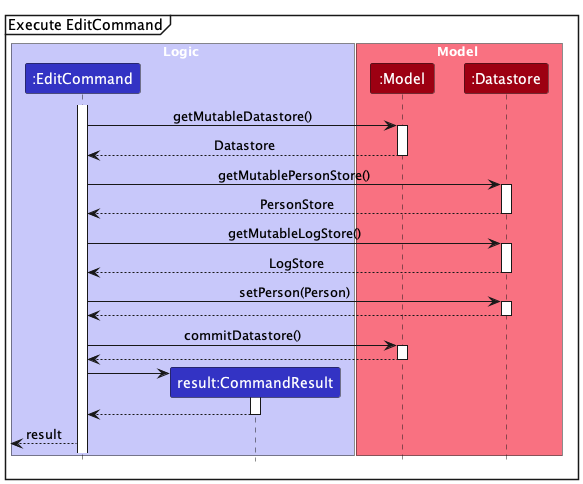 Execute EditCommand
Logic
Model
:EditCommand
:Model
:Datastore
getMutableDatastore()
Datastore
getMutablePersonStore()
PersonStore
getMutableLogStore()
LogStore
setPerson(Person)
commitDatastore()
result:CommandResult
result